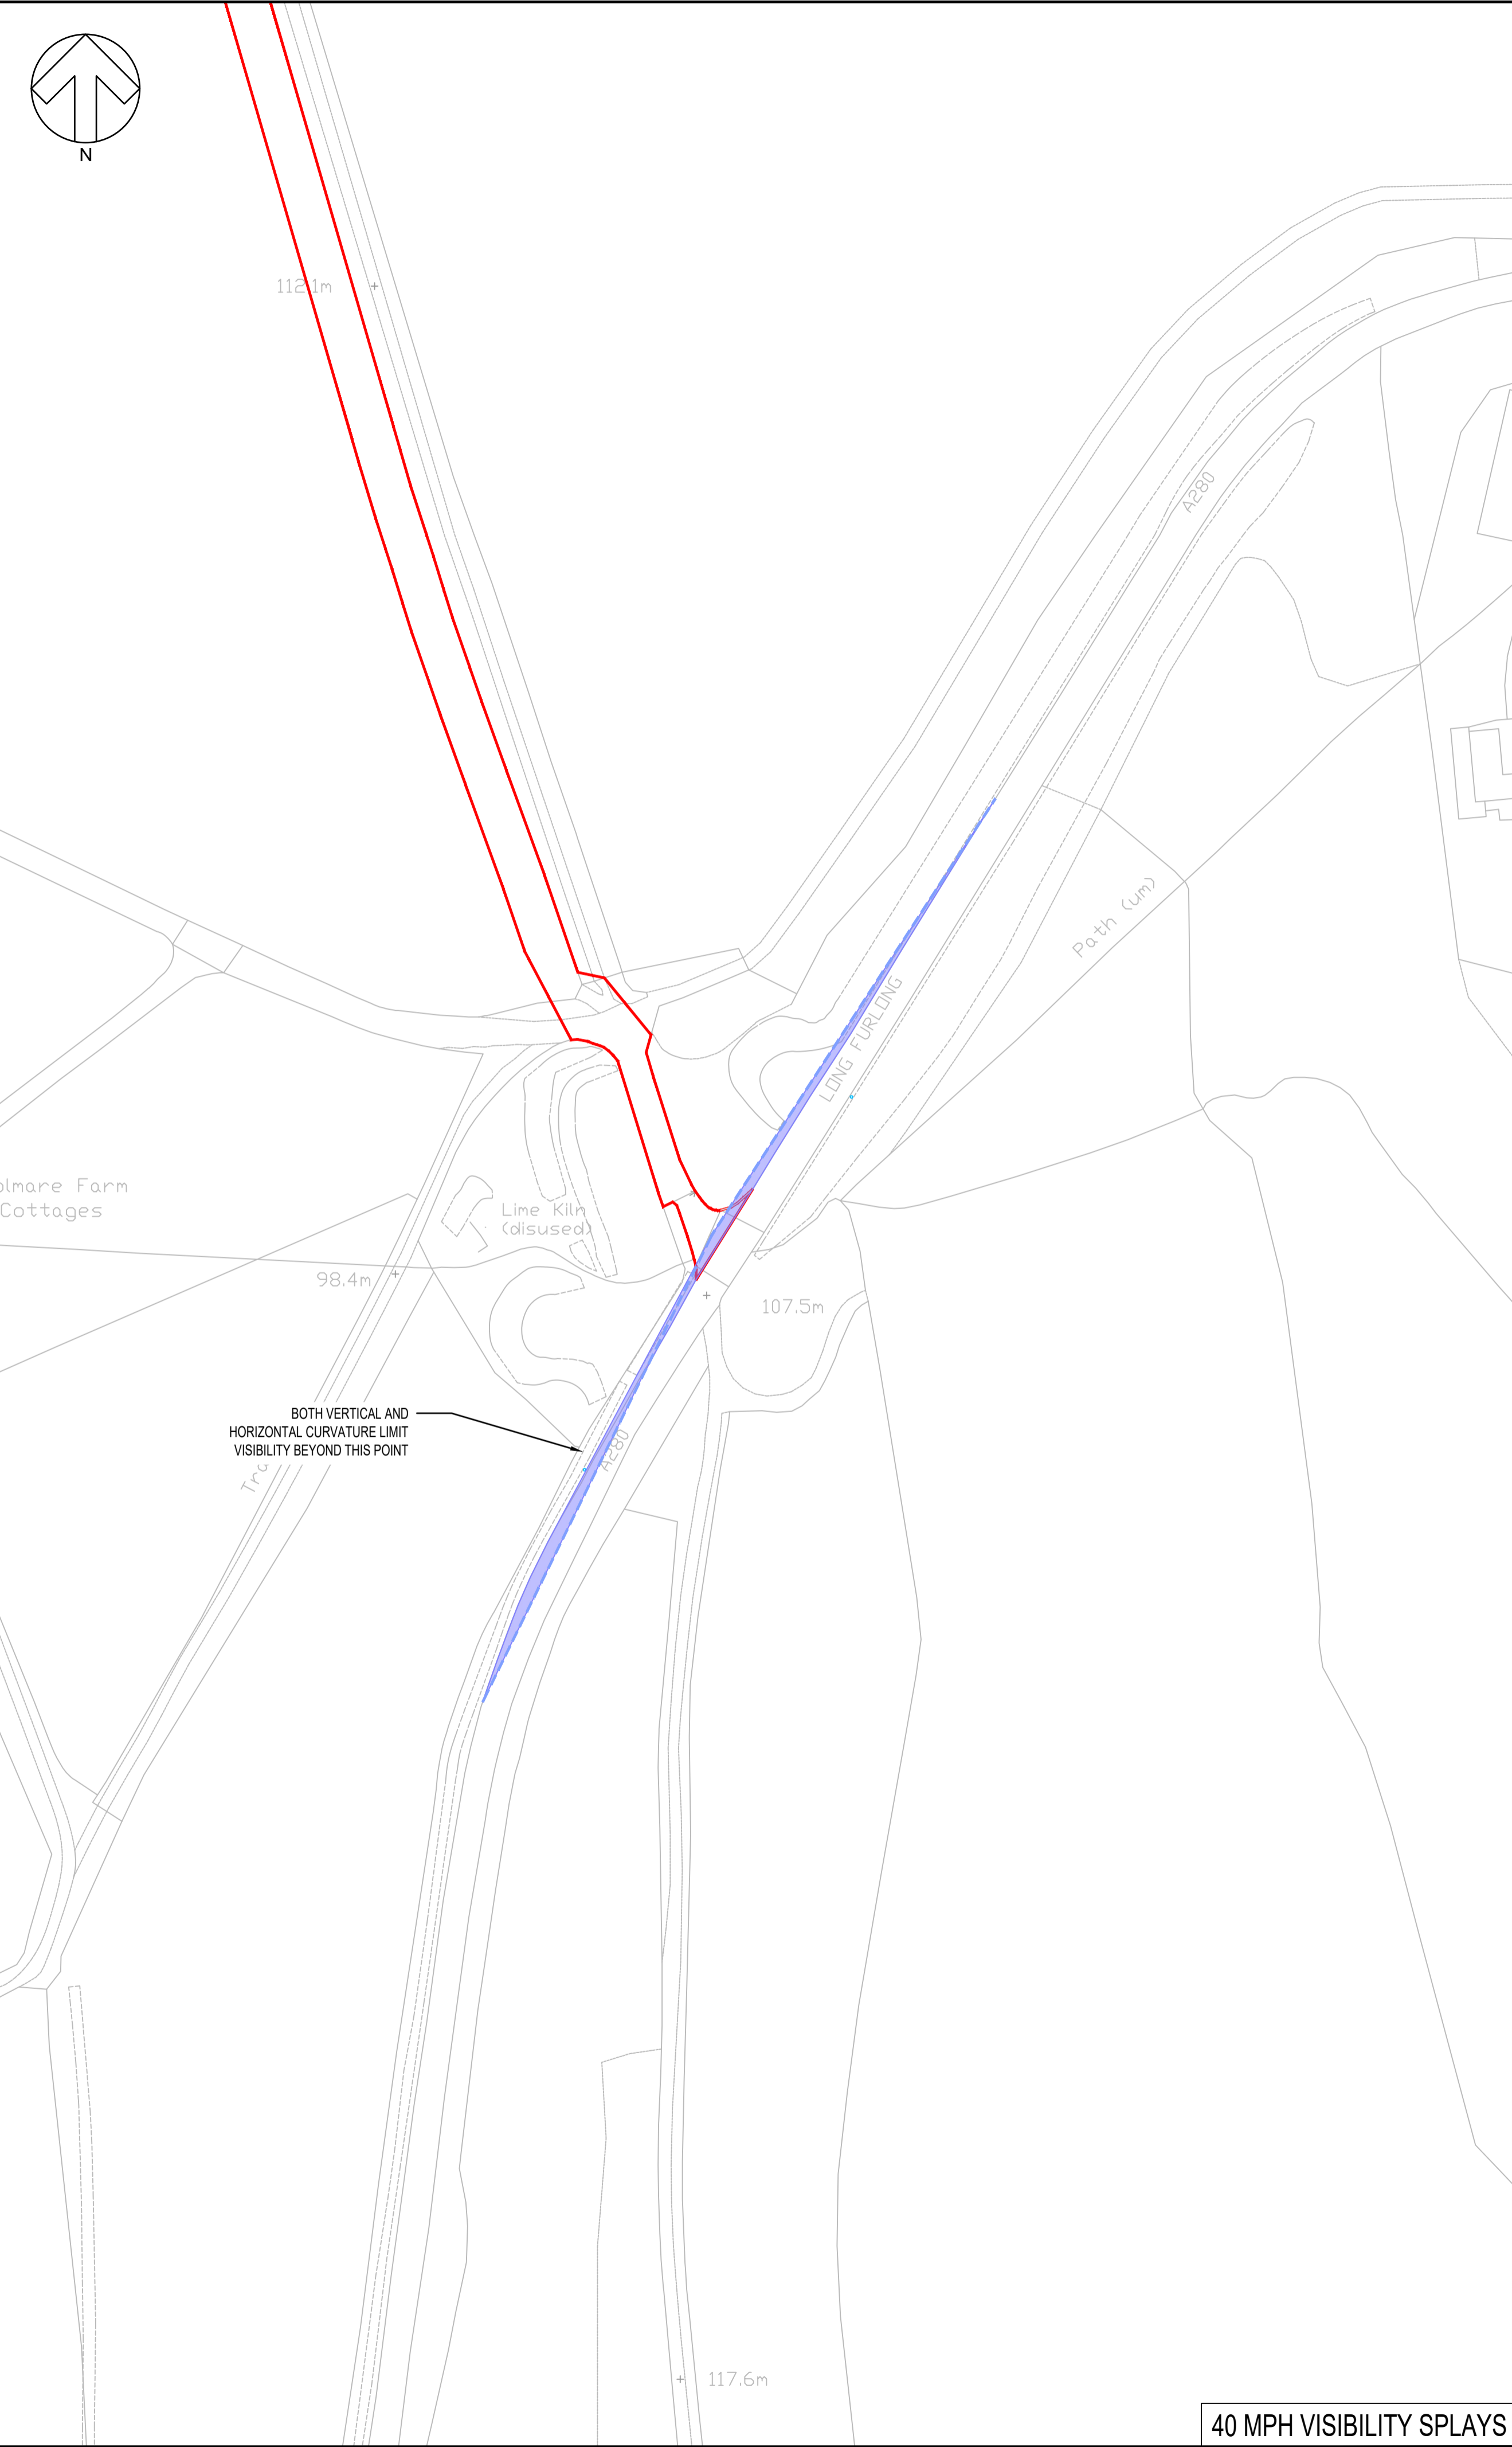 N
112.1m
A280
Path (um)
LONG FURLONG
olmare Farm
Cottages
Lime Kiln
(disused)
98.4m
107.5m
BOTH VERTICAL AND
HORIZONTAL CURVATURE LIMIT
VISIBILITY BEYOND THIS POINT
A280
117.6m
40 MPH VISIBILITY SPLAYS